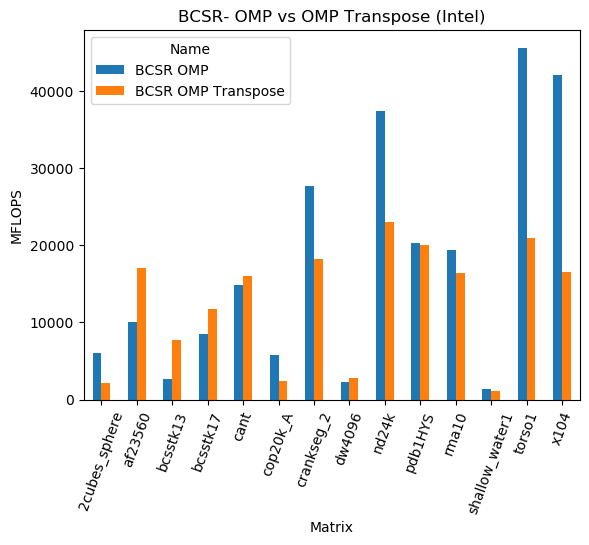 BCSR- OMP vs OMP Transpose (Intel)
Name
BCSR OMP
BCSR OMP Transpose
MFLOPS
40000
30000
20000
10000
0
2cubes_sphere
af23560
bcsstk13
bcsstk17
cant
cop20k_A
crankseg_2
dw4096
nd24k
pdb1HYS
rma10
shallow_water1
torso1
x104
Matrix